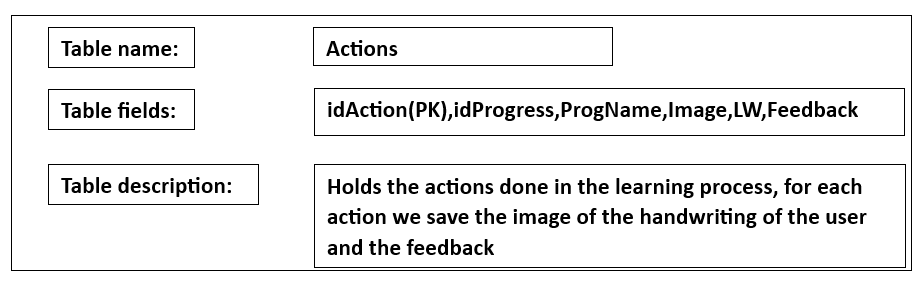 Table name:
Actions
Table fields:
idAction(PK),idProgress,ProgName,Image,LW,Feedback
Table description:
Holds the actions done in the learning process, for each
action we save the image of the handwriting of the user
and the feedback